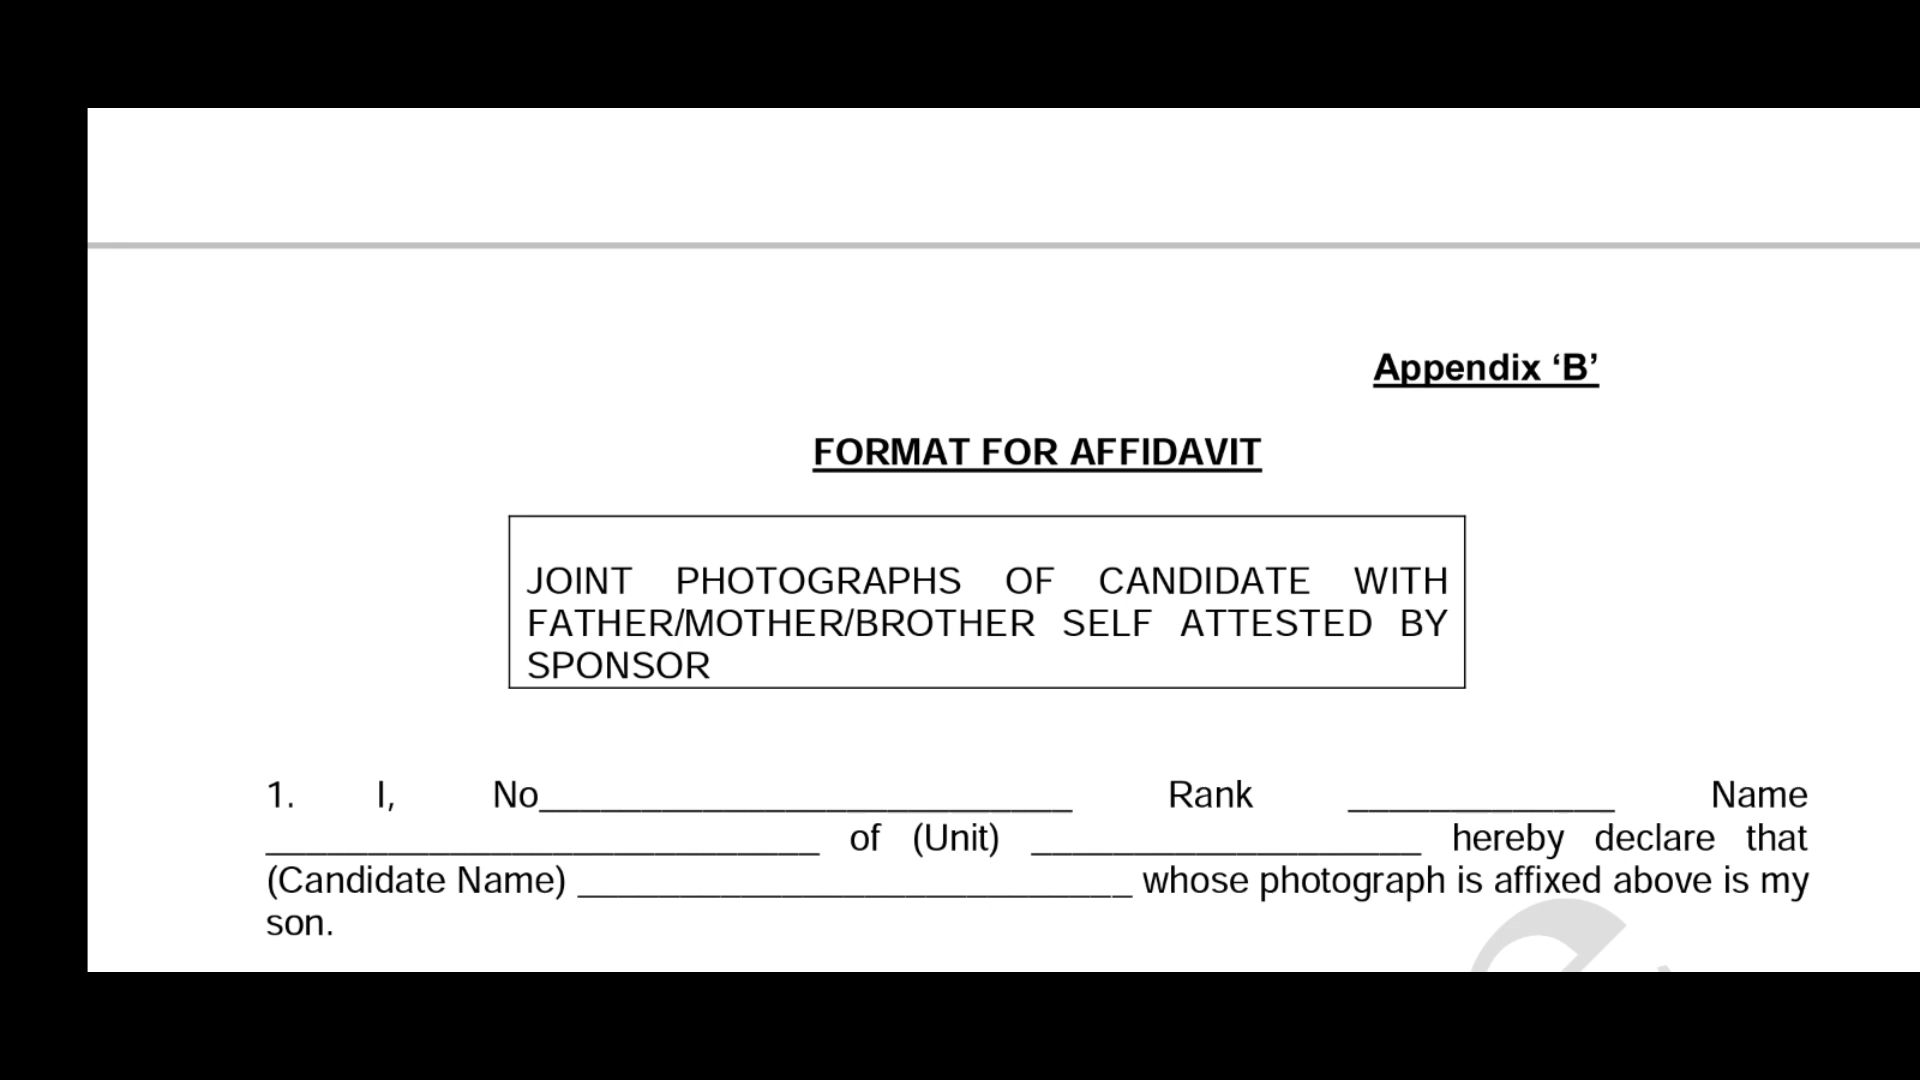 Appendix ‘B’
FORMAT FOR AFFIDAVIT
JOINT PHOTOGRAPHS OF CANDIDATE WITH
FATHER/MOTHER/BROTHER SELF ATTESTED BY
SPONSOR
1. I, No__________________________ Rank _____________ Name
___________________________ of (Unit) ___________________ hereby declare that
(Candidate Name) ___________________________ whose photograph is affixed above is my
son.